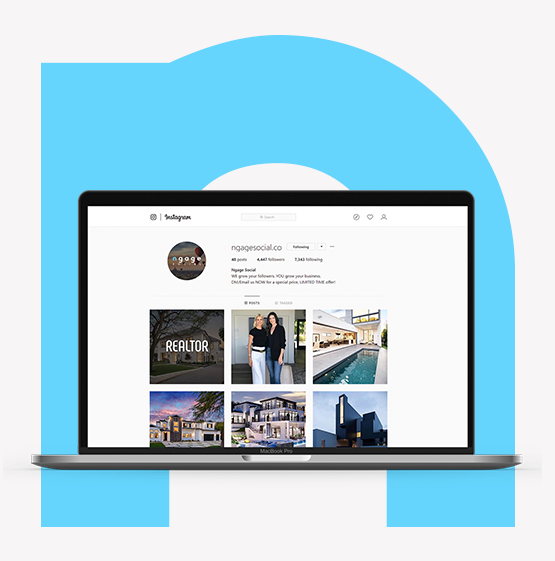 Instagram
Search
ngagesocial.co Following
40 posts 4,447 followers 7,343 following
Ngage Social
WE grow your followers. YOU grow your business.
DM/Email us NOW for a special price. LIMITED TIME offer!
ngage
POSTS TAGGED
REALTOR
MacBook Pro